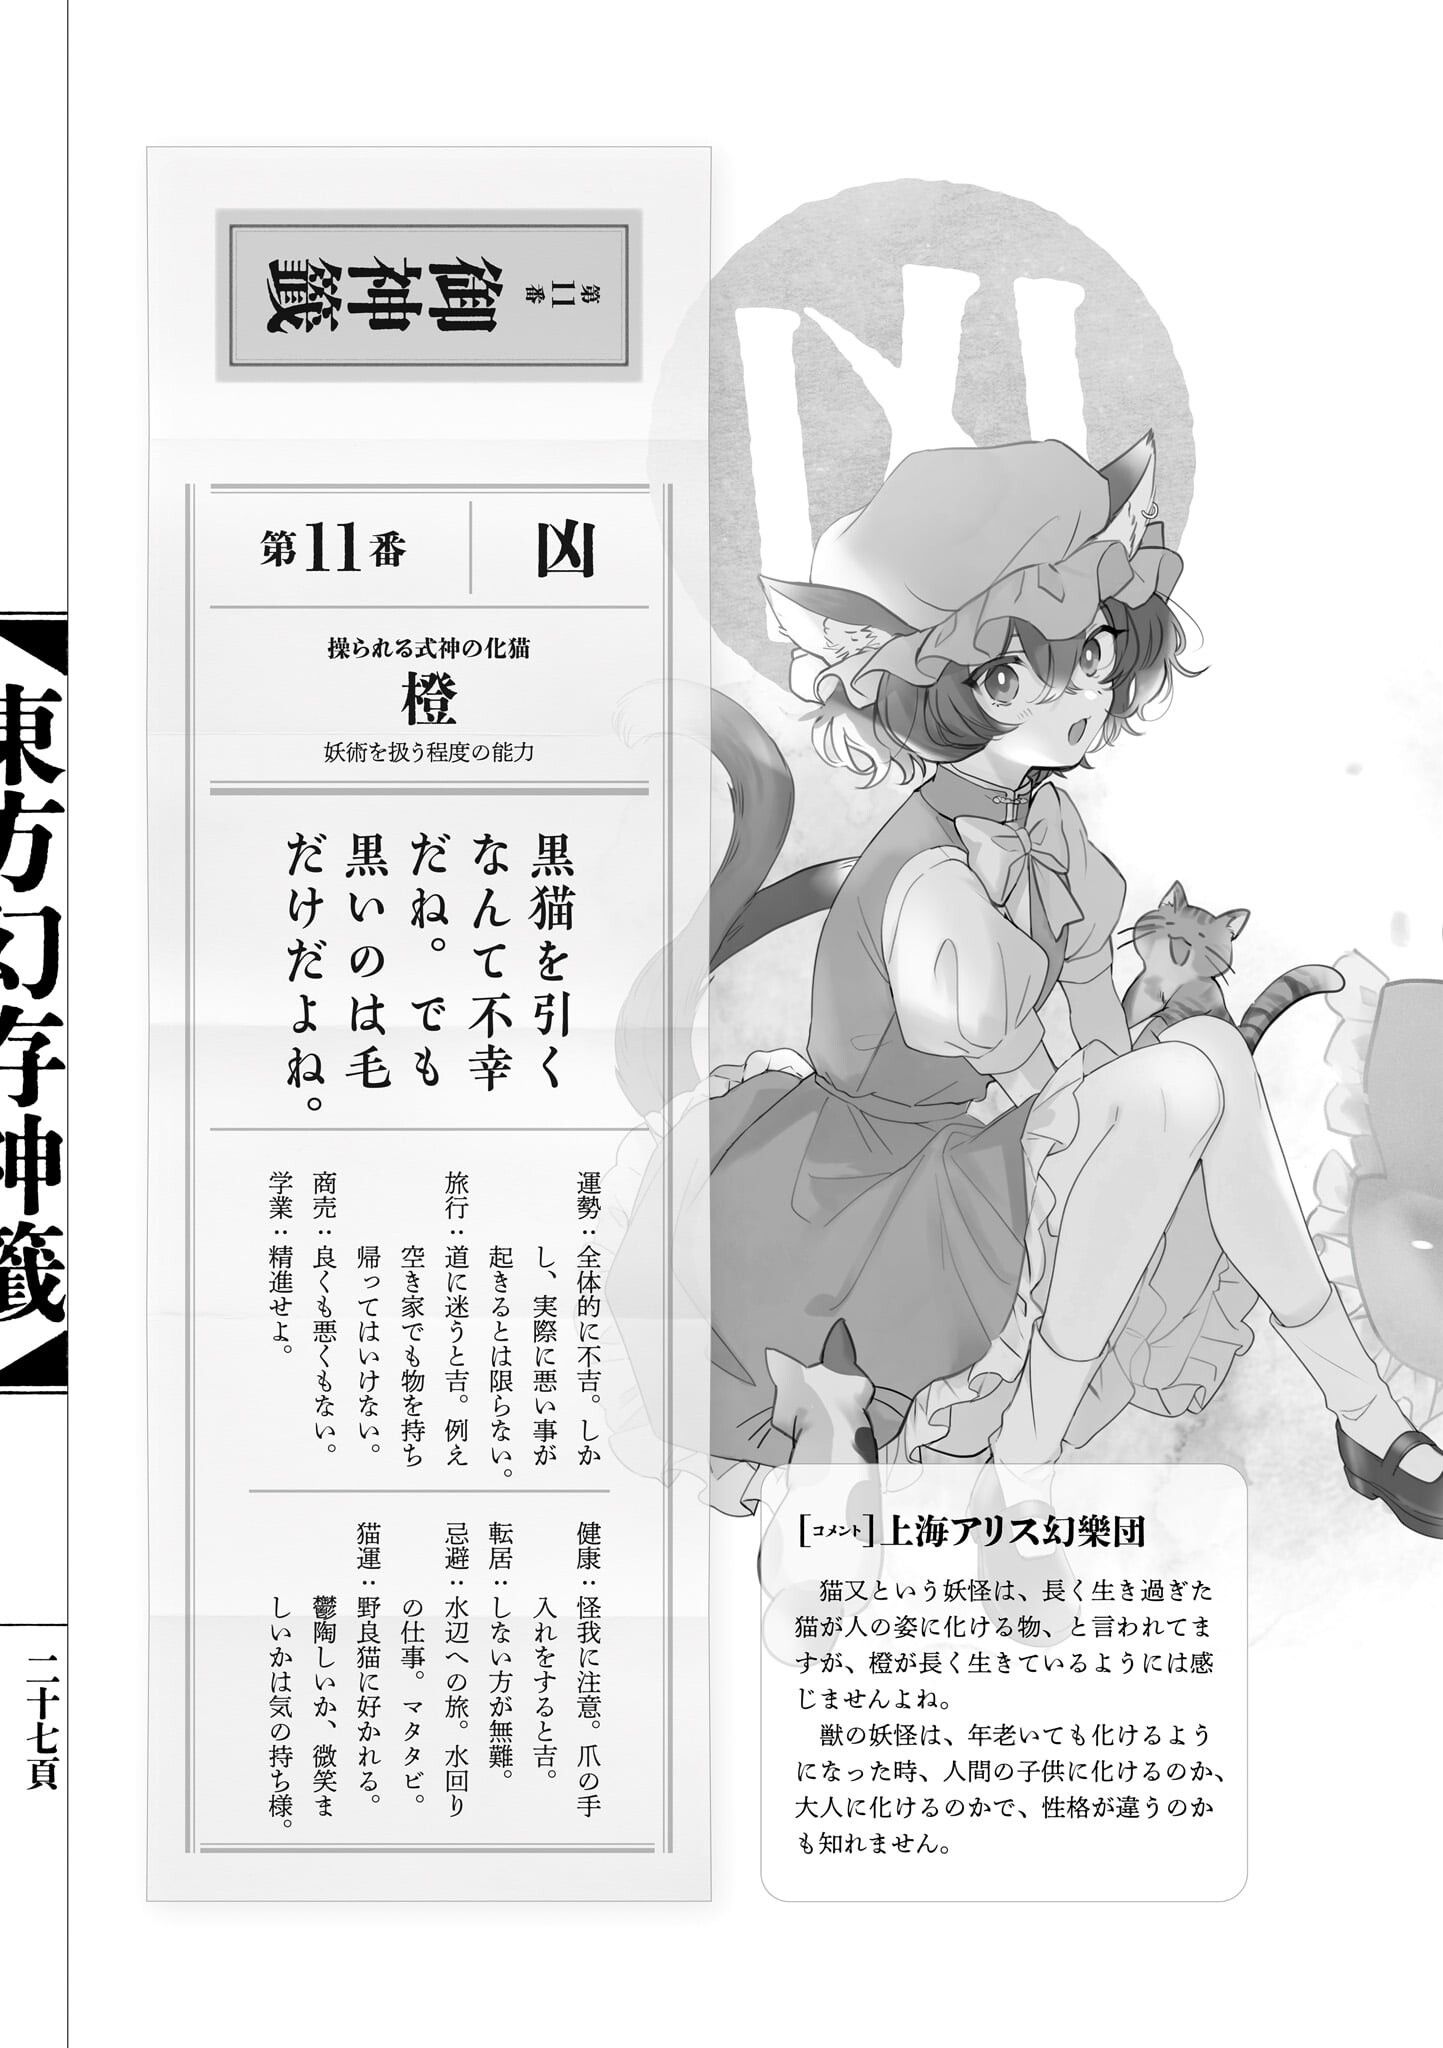 東方幻存神籤
二十七頁
第11番
御神籤
凶
第11番
凶
操られる式神の化猫
橙
妖術を扱う程度の能力
黒猫を引く
なんて不幸
だね。でも
黒いのは毛
だけだよね。
運勢：全体的に不吉。しか
し、実際に悪い事が
起きるとは限らない。
旅行：道に迷うと吉。例え
空き家でも物を持ち
帰ってはいけない。
商売：良くも悪くもない。
学業：精進せよ。
健康：怪我に注意。爪の手
入れをすると吉。
転居：しない方が無難。
忌避：水辺への旅。水回り
の仕事。マタタビ。
猫運：野良猫に好かれる。
鬱陶しいか、微笑ま
しいかは気の持ち様。
［コメント］上海アリス幻樂団
猫又という妖怪は、長く生き過ぎた
猫が人の姿に化ける物、と言われてま
すが、橙が長く生きているようには感
じませんよね。
獣の妖怪は、年老いても化けるよう
になった時、人間の子供に化けるのか、
大人に化けるのかで、性格が違うのか
も知れません。